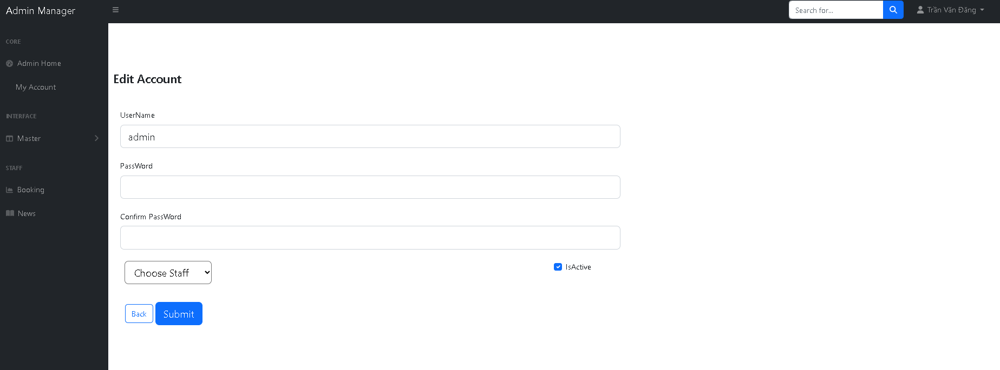 Admin Manager
Search for...
Trần Văn Đăng
CORE
Admin Home
My Account
INTERFACE
Master
STAFF
Booking
News
Edit Account
UserName
admin
PassWord
Confirm PassWord
Choose Staff
IsActive
Back
Submit